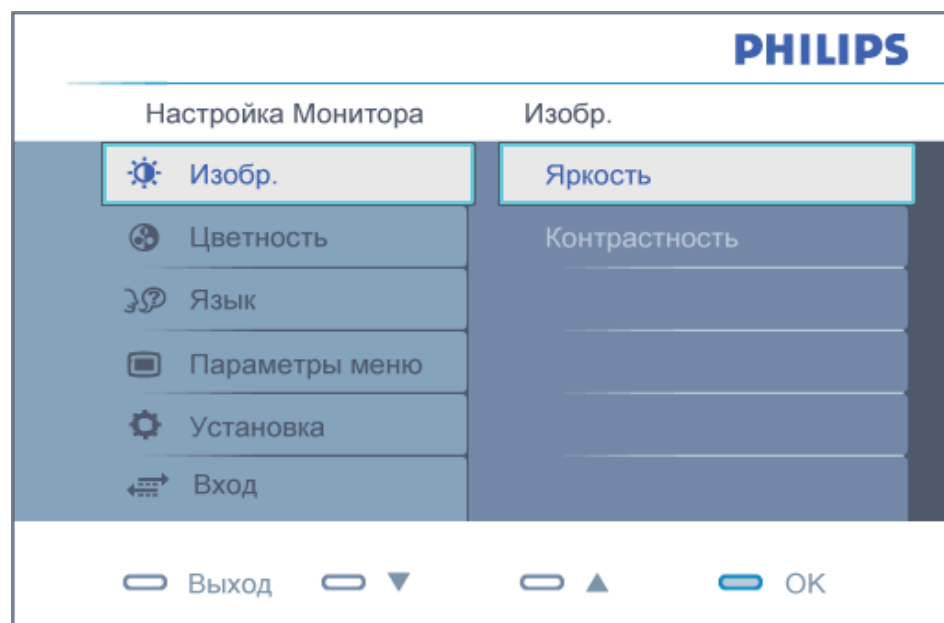 PHILIPS
Настройка Монитора Изобр.
Изобр. Яркость
Цветность Контрастность
Язык
Параметры меню
Установка
Вход
Выход ▼ ▲ OK